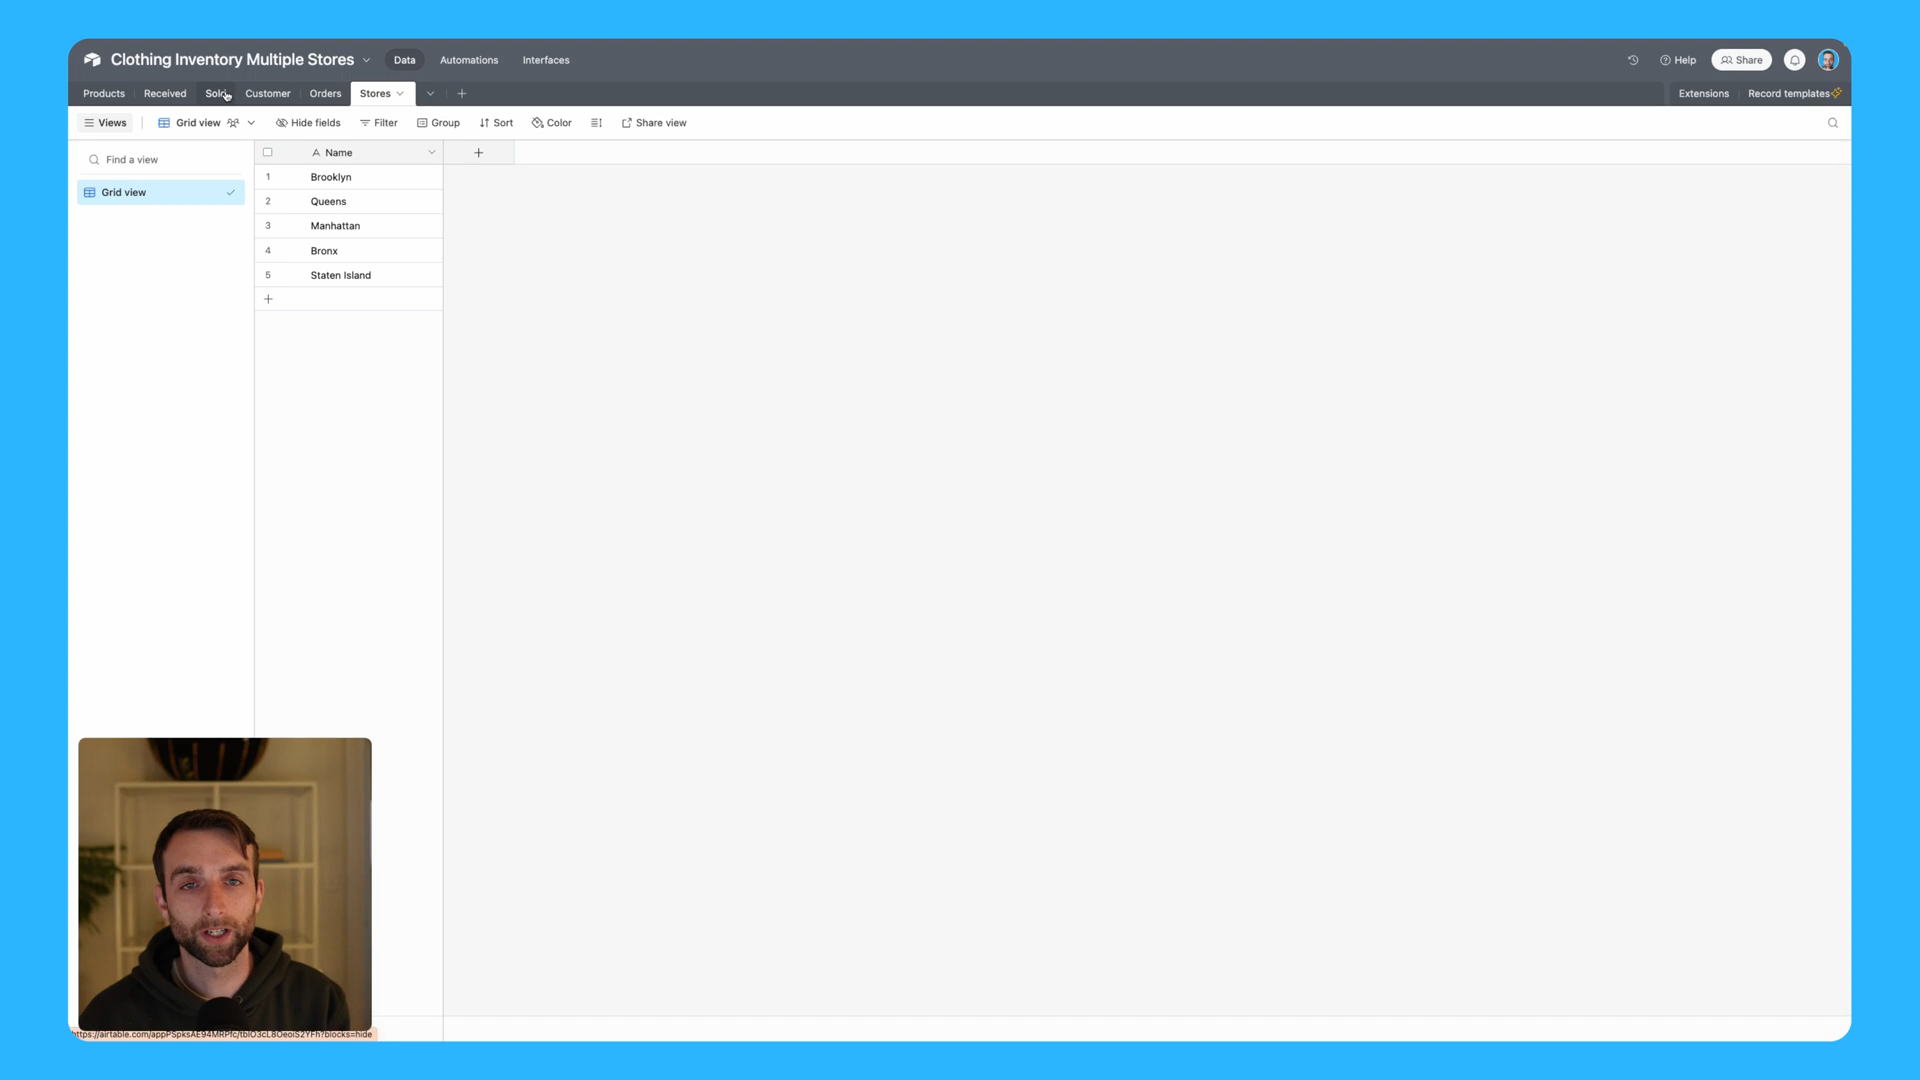 Clothing Inventory Multiple Stores Data Automations Interfaces Help Share
Products Received Sold Customer Orders Stores Extensions Record templates
Views Grid view Hide fields Filter Group Sort Color Share view
Find a view
Grid view
Name
1 Brooklyn
2 Queens
3 Manhattan
4 Bronx
5 Staten Island